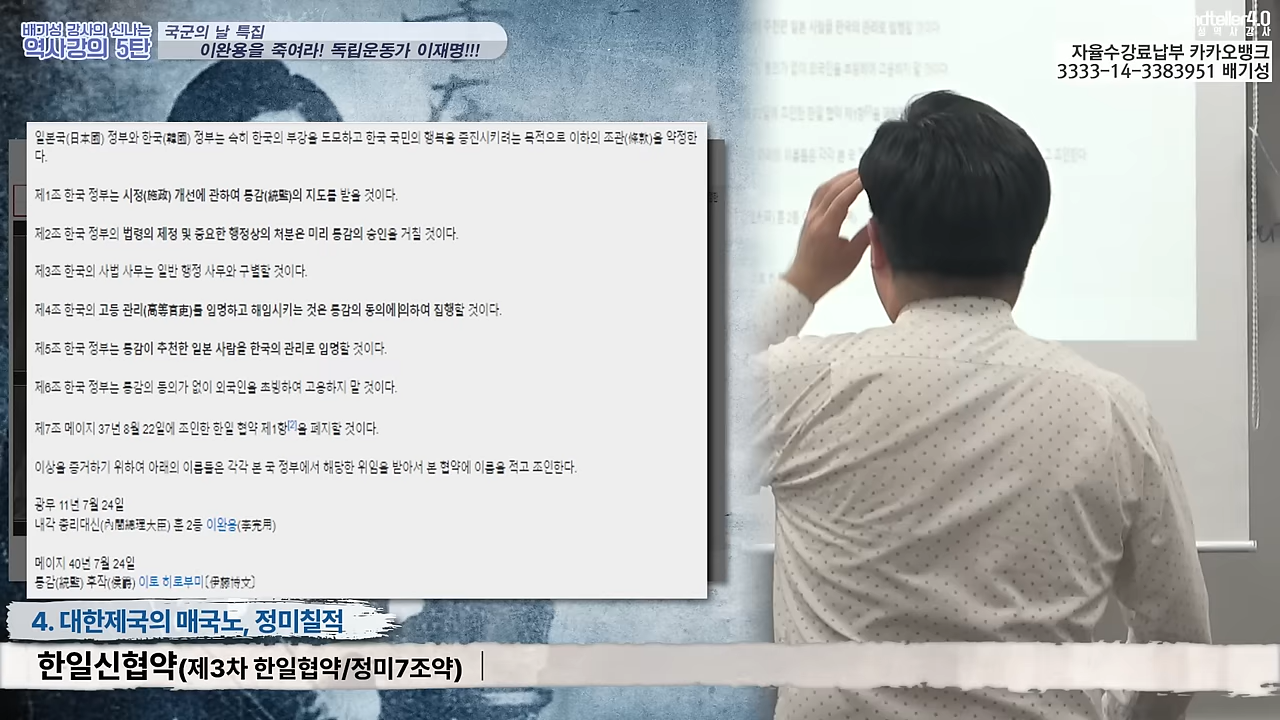 배기성 강사의 신나는
역사강의 5탄
국군의 날 특집
이완용을 죽여라! 독립운동가 이재명!!!
자율수강료납부 카카오뱅크
3333-14-3383951 배기성
일본국(日本國) 정부와 한국(韓國) 정부는 속히 한국의 부강을 도모하고 한국 국민의 행복을 증진시키려는 목적으로 이하의 조관(條款)을 약정한
다.
제1조 한국 정부는 시정(施政) 개선에 관하여 통감(統監)의 지도를 받을 것이다.
제2조 한국 정부의 법령의 제정 및 중요한 행정상의 처분은 미리 통감의 승인을 거칠 것이다.
제3조 한국의 사법 사무는 일반 행정 사무와 구별할 것이다.
제4조 한국의 고등 관리(高等官吏)를 임명하고 해임시키는 것은 통감의 동의에 의하여 집행할 것이다.
제5조 한국 정부는 통감이 추천한 일본 사람을 한국의 관리로 임명할 것이다.
제6조 한국 정부는 통감의 동의가 없이 외국인을 초빙하여 고용하지 말 것이다.
제7조 메이지 37년 8월 22일에 조인한 한일 협약 제1항[2]을 폐지할 것이다.
이상을 증거하기 위하여 아래의 이름들은 각각 본 국 정부에서 해당한 위임을 받아서 본 협약에 이름을 적고 조인한다.
광무 11년 7월 24일
내각 총리대신(內閣總理大臣) 훈 2등 이완용(李完用)
메이지 40년 7월 24일
통감(統監) 후작(侯爵) 이토 히로부미〔伊藤博文〕
4. 대한제국의 매국노, 정미칠적
한일신협약(제3차 한일협약/정미7조약)